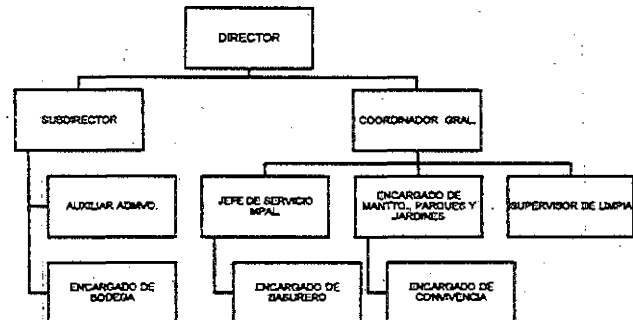 DIRECTOR
SUBDIRECTOR
COORDINADOR GRAL.
AUXILIAR ADMVO.
JEFE DE SERVICIO
MPAL.
ENCARGADO DE
MANTTO., PARQUES Y
JARDINES
SUPERVISOR DE LIMPIA
ENCARGADO DE
BODEGA
ENCARGADO DE
BASURERO
ENCARGADO DE
CONVIVENCIA